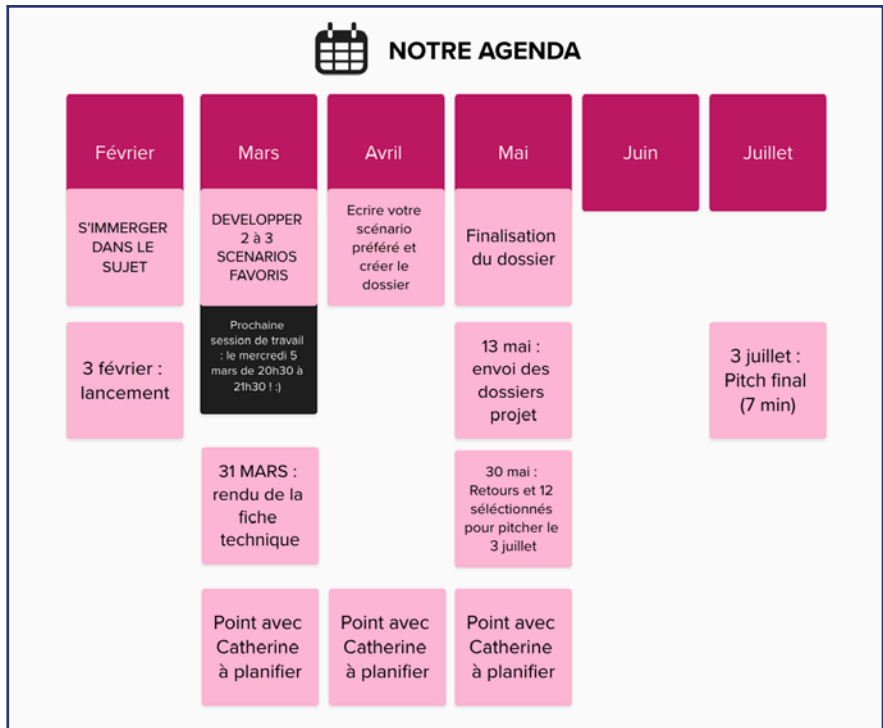 NOTRE AGENDA
Février
Mars
Avril
Mai
Juin
Juillet
S'IMMERGER
DANS LE
SUJET
DEVELOPPER
2 à 3
SCENARIOS
FAVORIS
Ecrire votre
scénario
préféré et
créer le
dossier
Finalisation
du dossier
3 février :
lancement
Prochaine
session de travail
: le mercredi 5
mars de 20h30 à
21h30 ! :)
13 mai :
envoi des
dossiers
projet
3 juillet :
Pitch final
(7 min)
31 MARS :
rendu de la
fiche
technique
30 mai :
Retours et 12
séléctionnés
pour pitcher le
3 juillet
Point avec
Catherine
à planifier
Point avec
Catherine
à planifier
Point avec
Catherine
à planifier